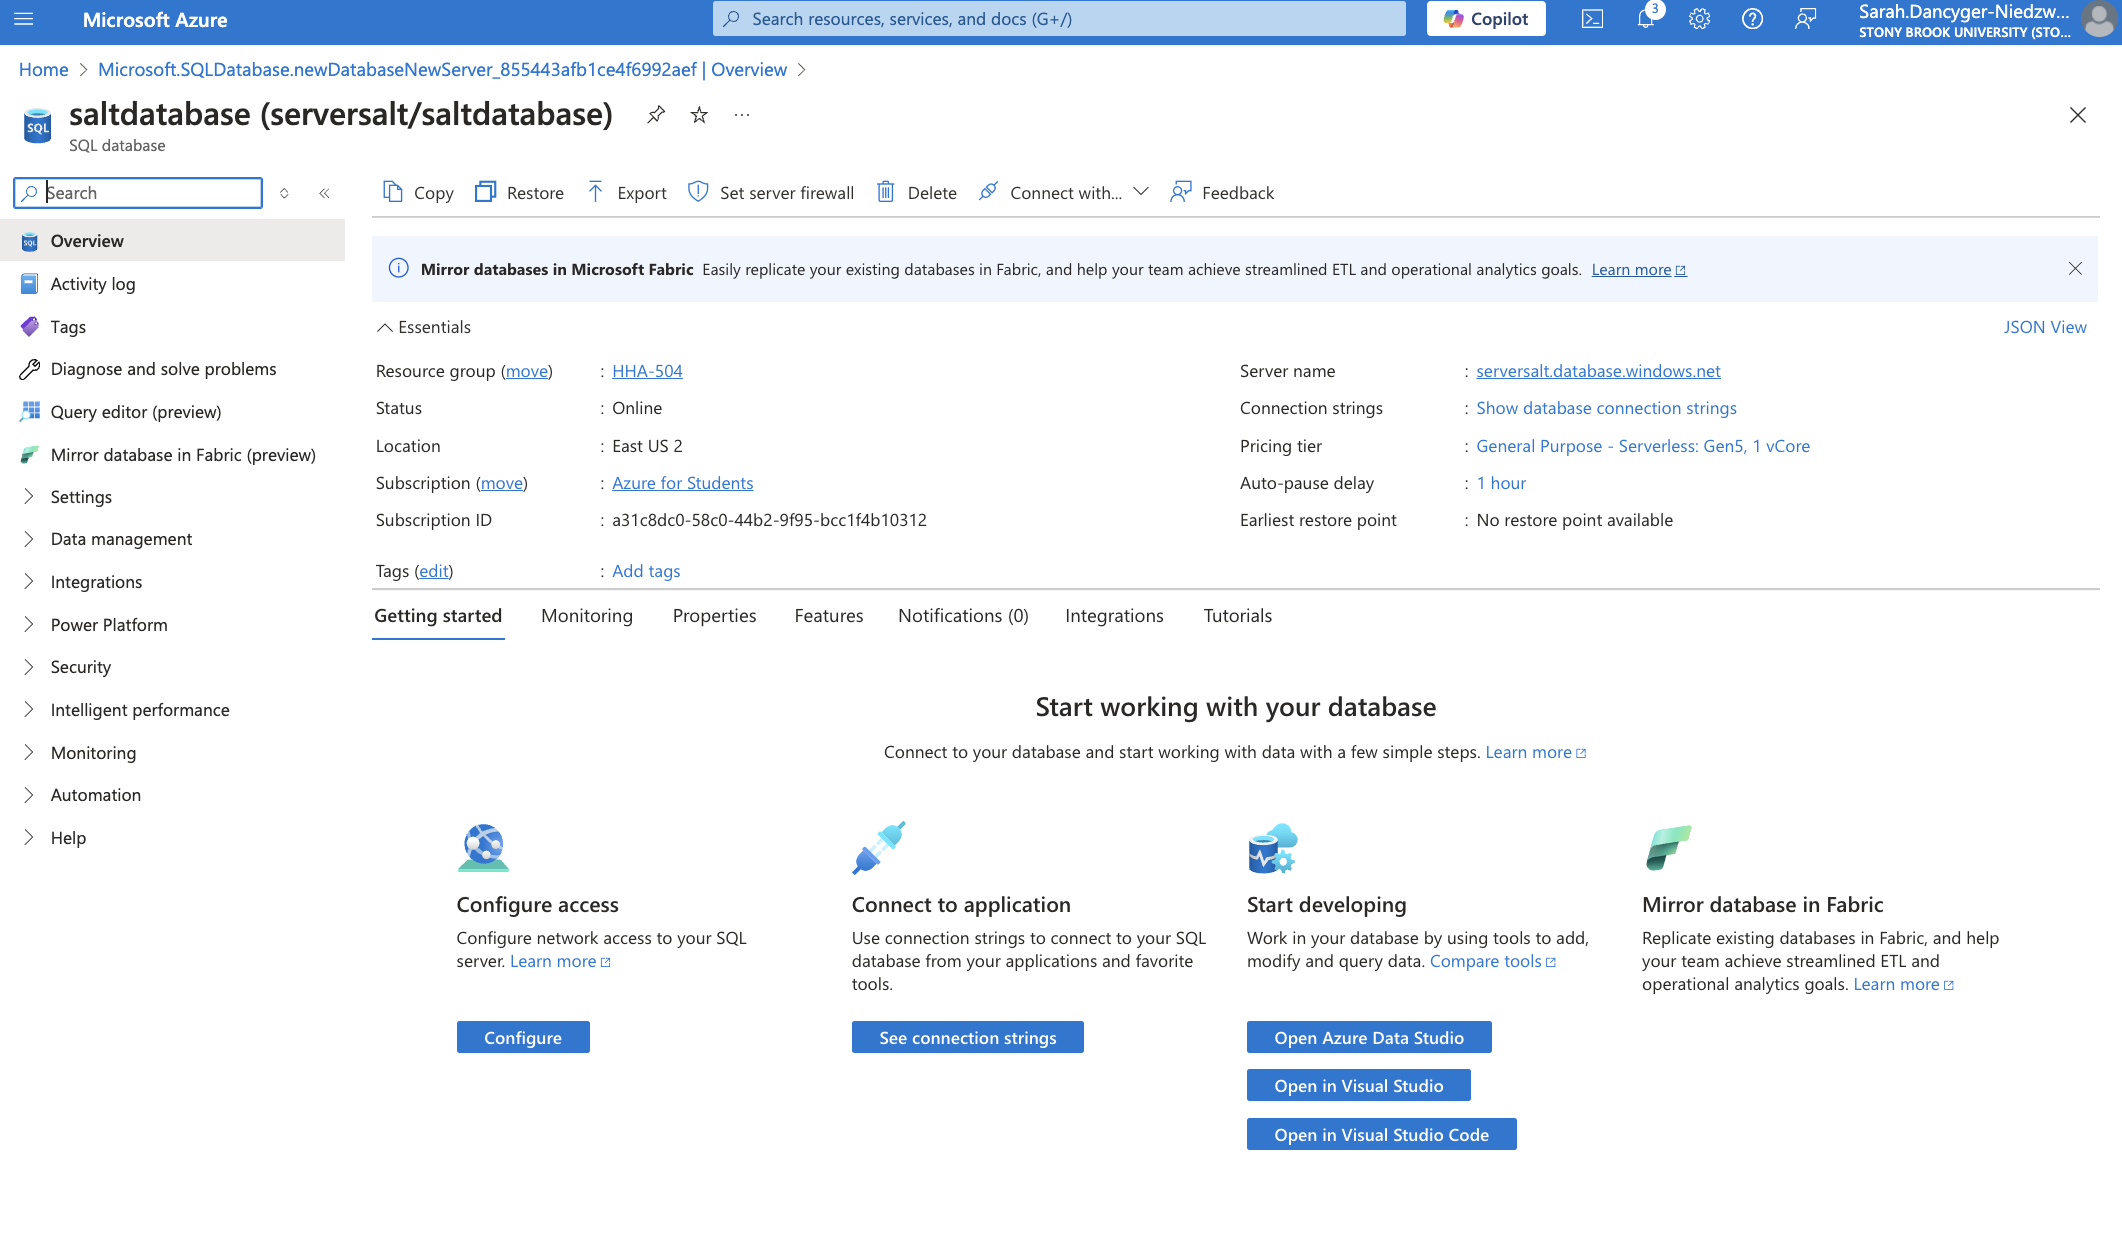 Microsoft Azure
Search resources, services, and docs (G+/)
Copilot
3
Sarah.Dancyger-Niedzw...
STONY BROOK UNIVERSITY (STO...
Home > Microsoft.SQLDatabase.newDatabaseNewServer_855443afb1ce4f6992aef | Overview >
SQL
saltdatabase (serversalt/saltdatabase)
SQL database
Search
Copy
Restore
Export
Set server firewall
Delete
Connect with...
Feedback
Overview
Activity log
Tags
Diagnose and solve problems
Query editor (preview)
Mirror database in Fabric (preview)
Settings
Data management
Integrations
Power Platform
Security
Intelligent performance
Monitoring
Automation
Help
Mirror databases in Microsoft Fabric Easily replicate your existing databases in Fabric, and help your team achieve streamlined ETL and operational analytics goals. Learn more
Essentials
JSON View
Resource group (move) : HHA-504
Status : Online
Location : East US 2
Subscription (move) : Azure for Students
Subscription ID : a31c8dc0-58c0-44b2-9f95-bcc1f4b10312
Server name : serversalt.database.windows.net
Connection strings : Show database connection strings
Pricing tier : General Purpose - Serverless: Gen5, 1 vCore
Auto-pause delay : 1 hour
Earliest restore point : No restore point available
Tags (edit) : Add tags
Getting started
Monitoring
Properties
Features
Notifications (0)
Integrations
Tutorials
Start working with your database
Connect to your database and start working with data with a few simple steps. Learn more
Configure access
Configure network access to your SQL
server. Learn more
Configure
Connect to application
Use connection strings to connect to your SQL
database from your applications and favorite
tools.
See connection strings
Start developing
Work in your database by using tools to add,
modify and query data. Compare tools
Open Azure Data Studio
Open in Visual Studio
Open in Visual Studio Code
Mirror database in Fabric
Replicate existing databases in Fabric, and help
your team achieve streamlined ETL and
operational analytics goals. Learn more